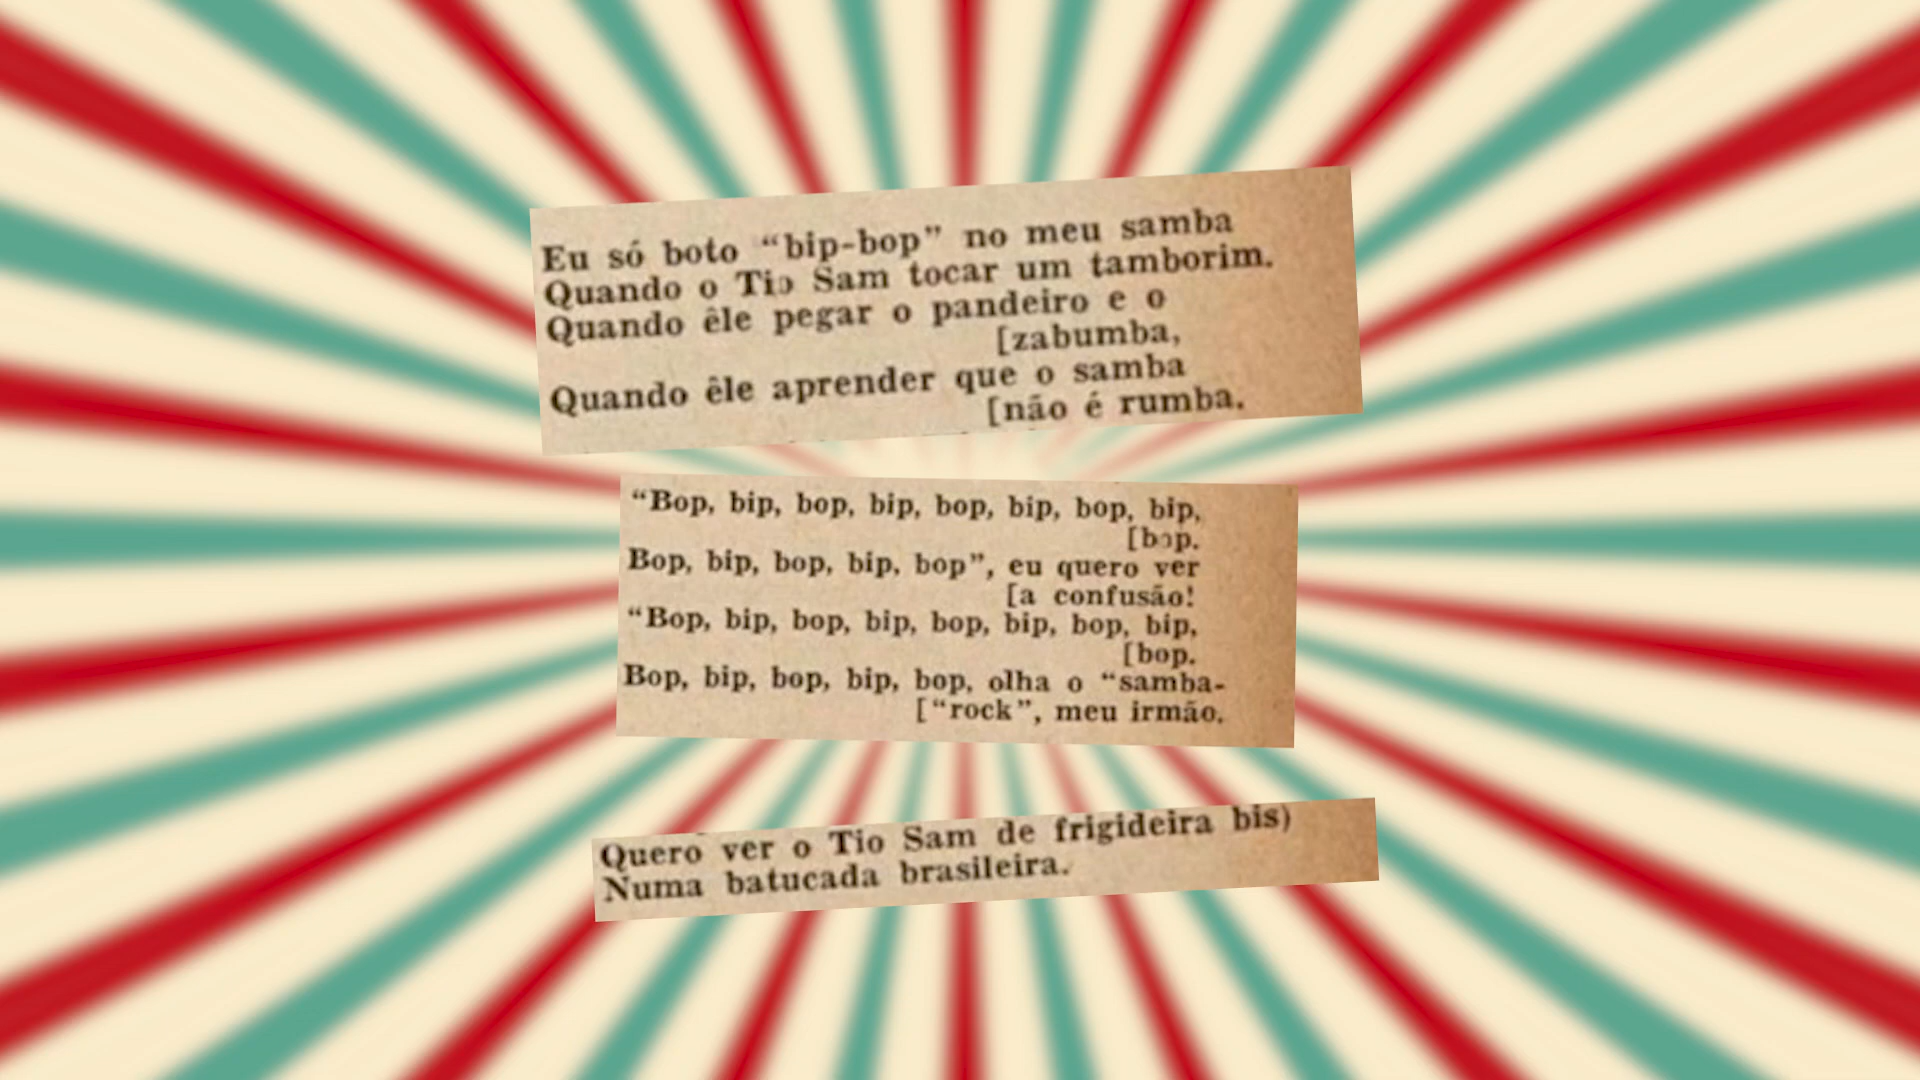 Eu só boto “bip-bop” no meu samba
Quando o Tio Sam tocar um tamborim.
Quando êle pegar o pandeiro e o
[zabumba,
Quando êle aprender que o samba
[não é rumba.
“Bop, bip, bop, bip, bop, bip, bop, bip,
[bop.
Bop, bip, bop, bip, bop”, eu quero ver
[a confusão!
“Bop, bip, bop, bip, bop, bip, bop, bip,
[bop.
Bop, bip, bop, bip, bop, olha o “samba-
[“rock”, meu irmão.
Quero ver o Tio Sam de frigideira bis)
Numa batucada brasileira.